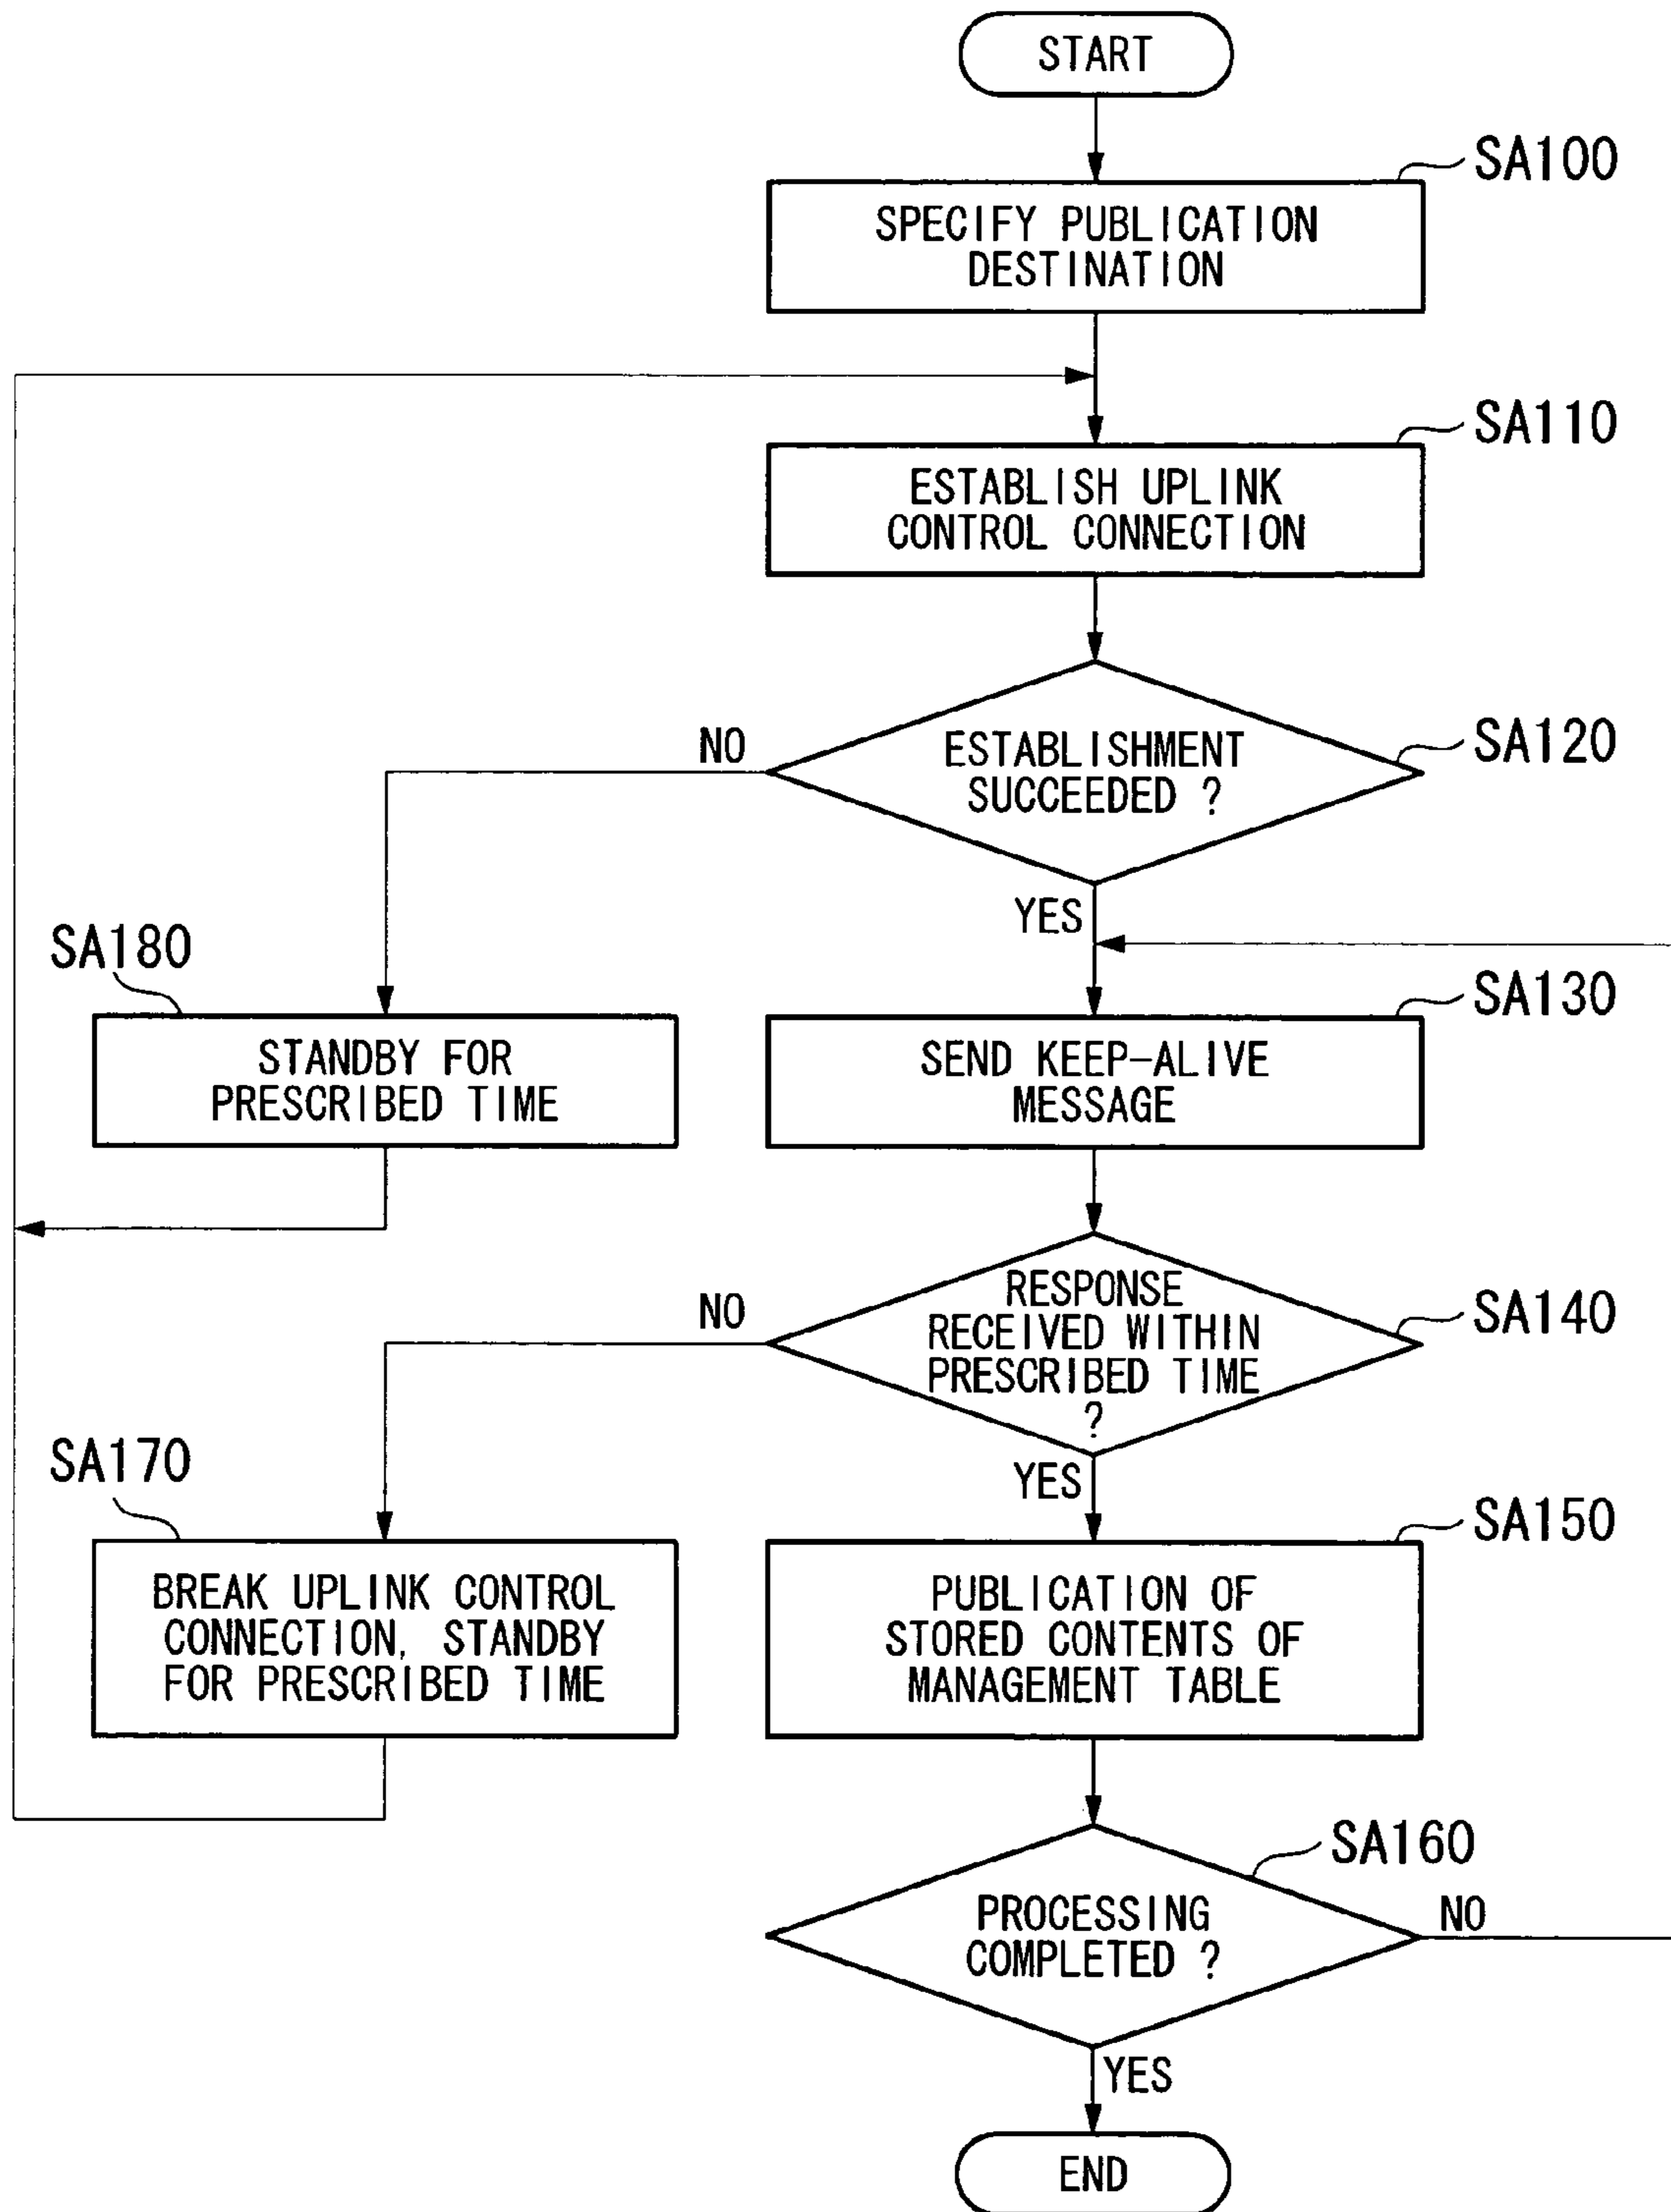 START
SA100
SPECIFY PUBLICATION
DESTINATION
SA110
ESTABLISH UPLINK
CONTROL CONNECTION
SA120
NO
ESTABLISHMENT
SUCCEEDED ?
YES
SA180
STANDBY FOR
PRESCRIBED TIME
SA130
SEND KEEP-ALIVE
MESSAGE
SA140
NO
RESPONSE
RECEIVED WITHIN
PRESCRIBED TIME
?
YES
SA170
BREAK UPLINK CONTROL
CONNECTION, STANDBY
FOR PRESCRIBED TIME
SA150
PUBLICATION OF
STORED CONTENTS OF
MANAGEMENT TABLE
SA160
PROCESSING
COMPLETED ?
NO
YES
END